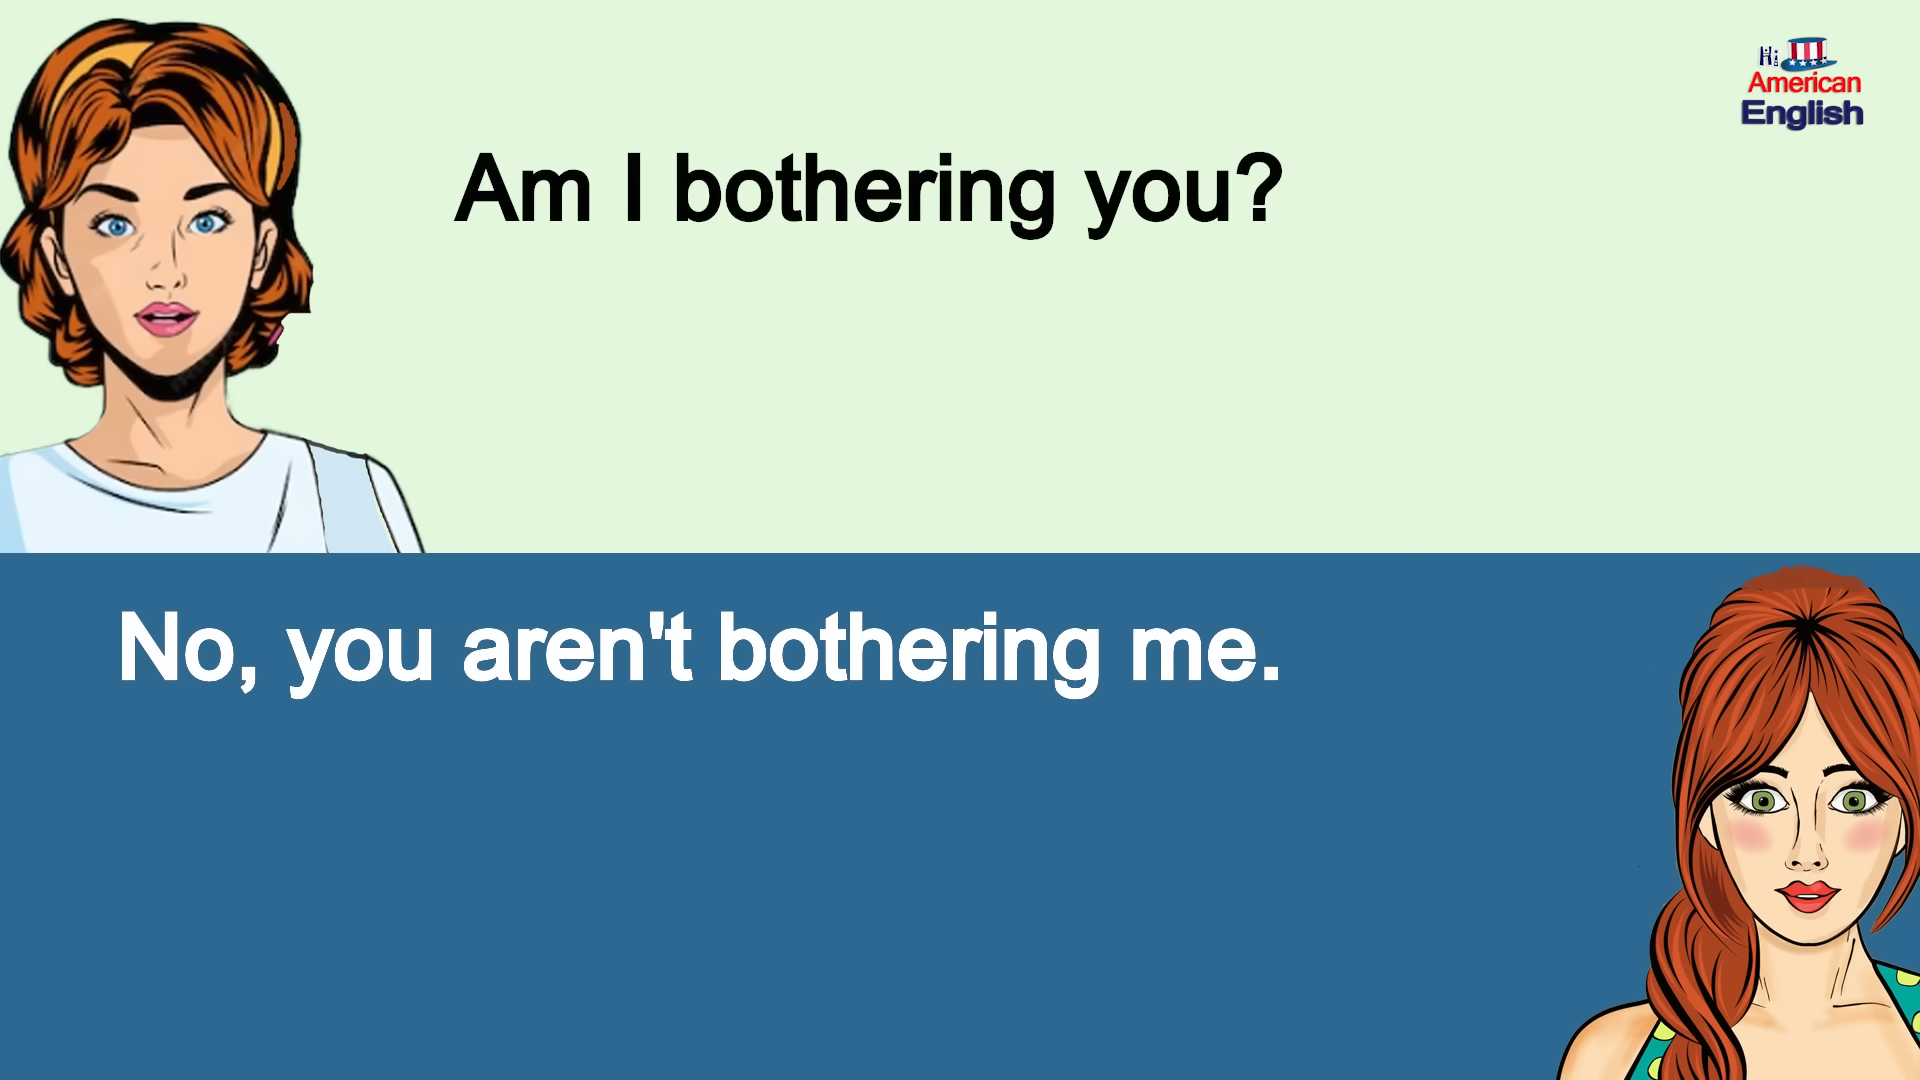 Hi
American
English
Am I bothering you?
No, you aren't bothering me.